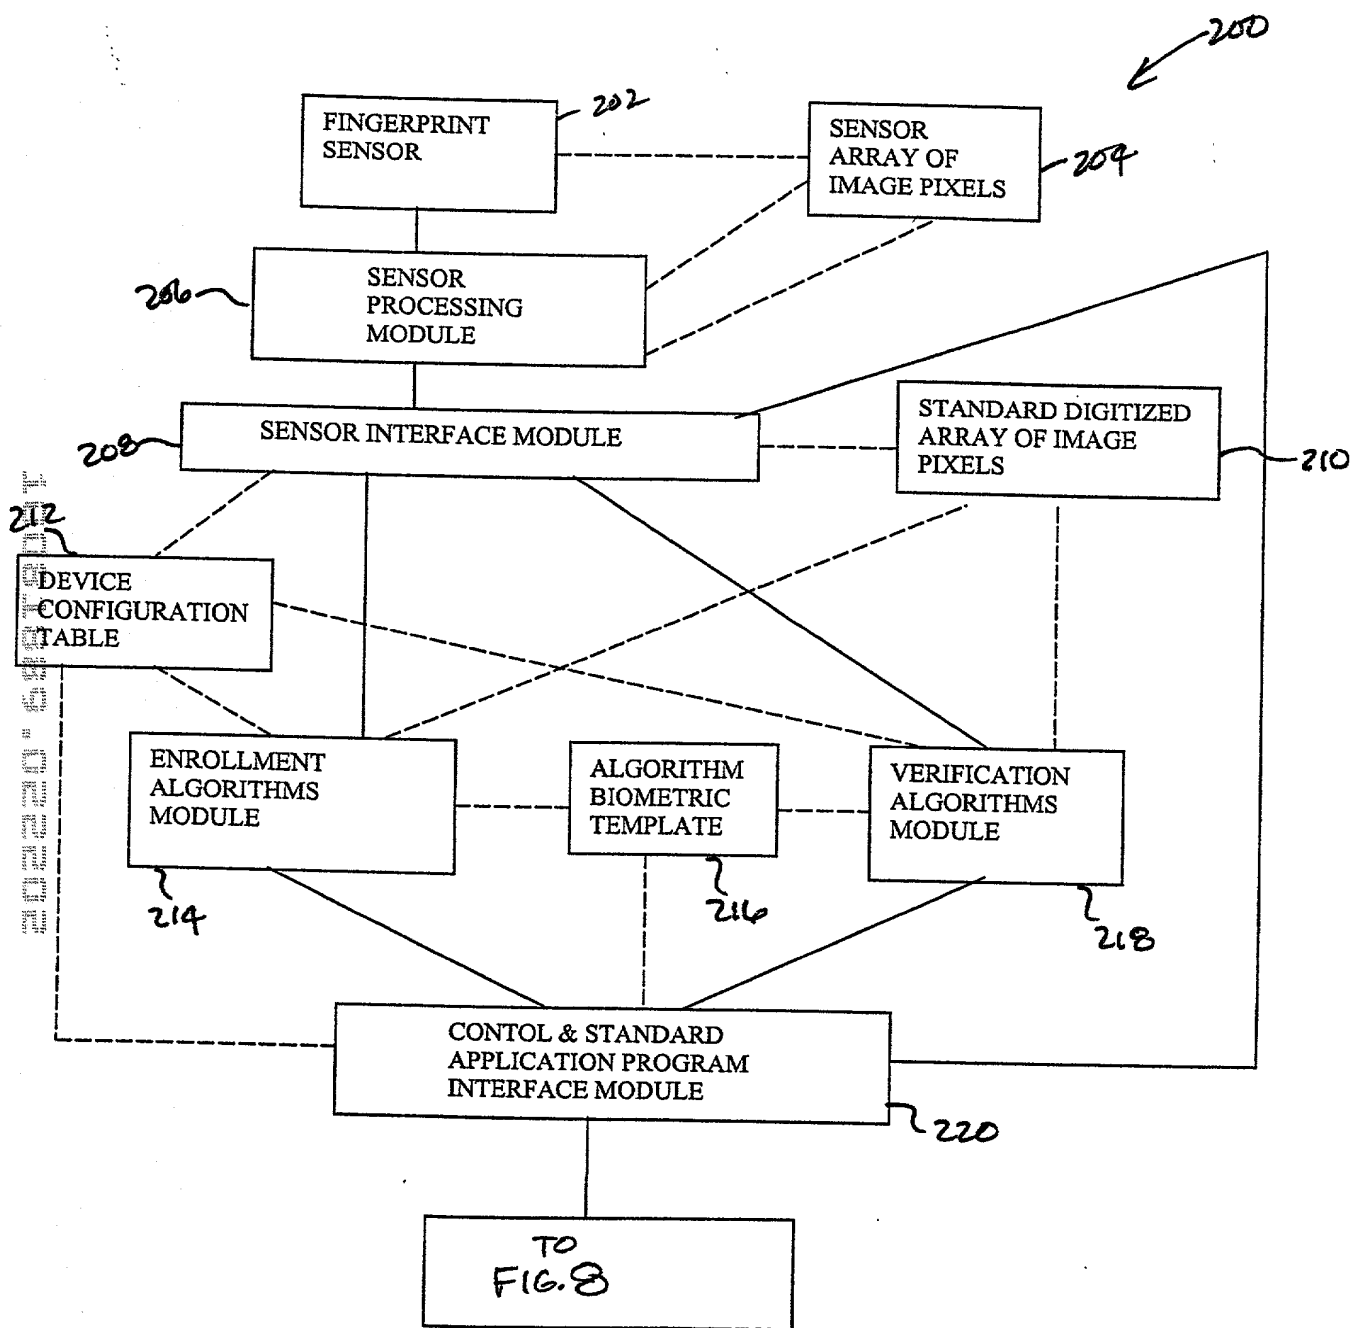 200
FINGERPRINT
SENSOR
202
SENSOR
ARRAY OF
IMAGE PIXELS
204
SENSOR
PROCESSING
MODULE
206
SENSOR INTERFACE MODULE
208
STANDARD DIGITIZED
ARRAY OF IMAGE
PIXELS
210
212
DEVICE
CONFIGURATION
TABLE
ENROLLMENT
ALGORITHMS
MODULE
214
ALGORITHM
BIOMETRIC
TEMPLATE
216
VERIFICATION
ALGORITHMS
MODULE
218
CONTOL & STANDARD
APPLICATION PROGRAM
INTERFACE MODULE
220
TO
FIG. 8